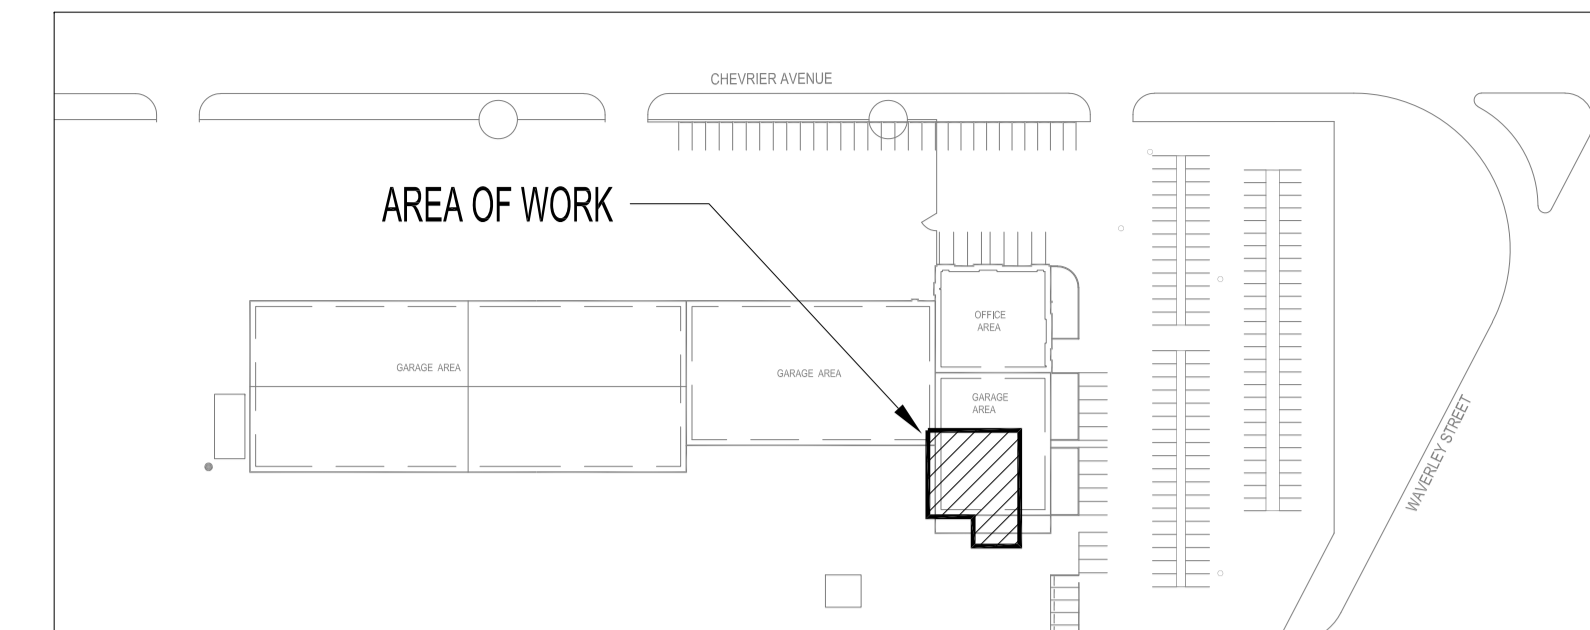 CHEVRIER AVENUE
AREA OF WORK
OFFICE
AREA
GARAGE AREA
GARAGE AREA
GARAGE
AREA
WAVERLEY STREET